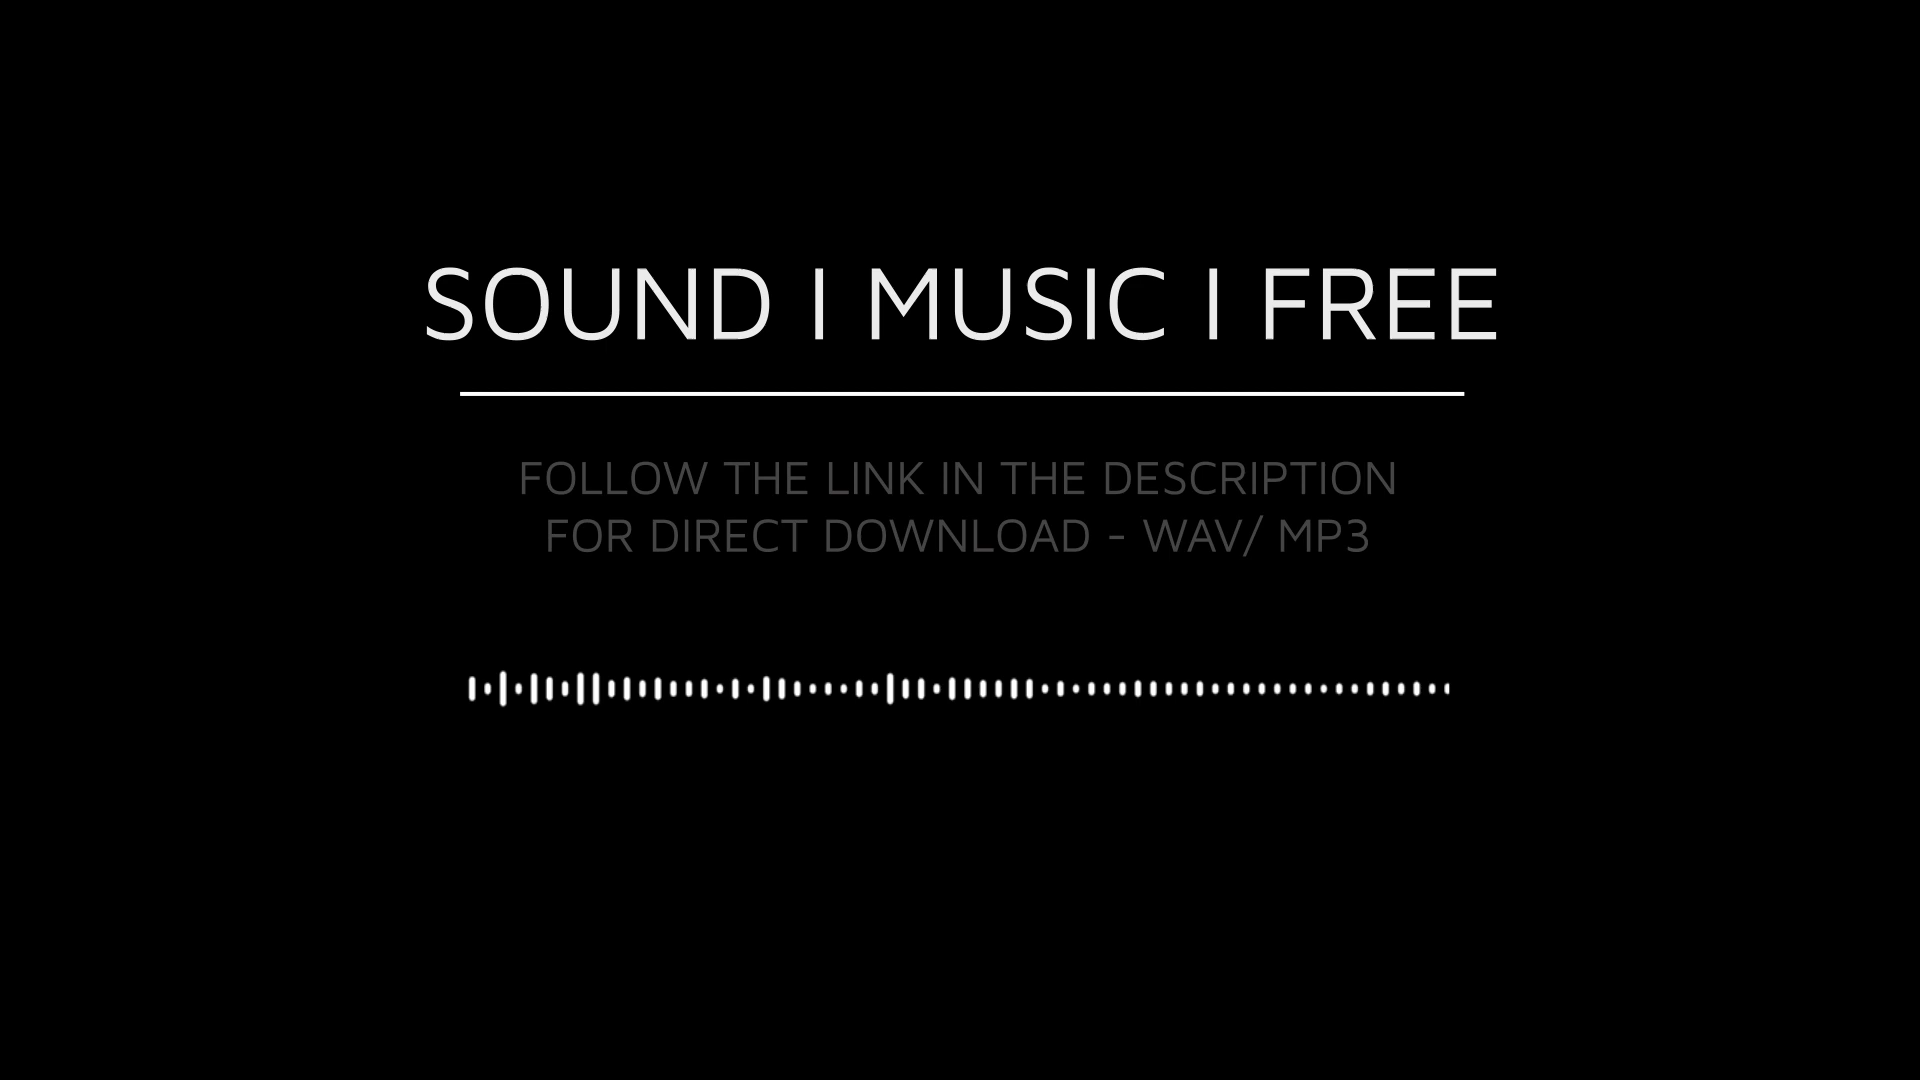 SOUND I MUSIC I FREE
FOLLOW THE LINK IN THE DESCRIPTION
FOR DIRECT DOWNLOAD - WAV/ MP3